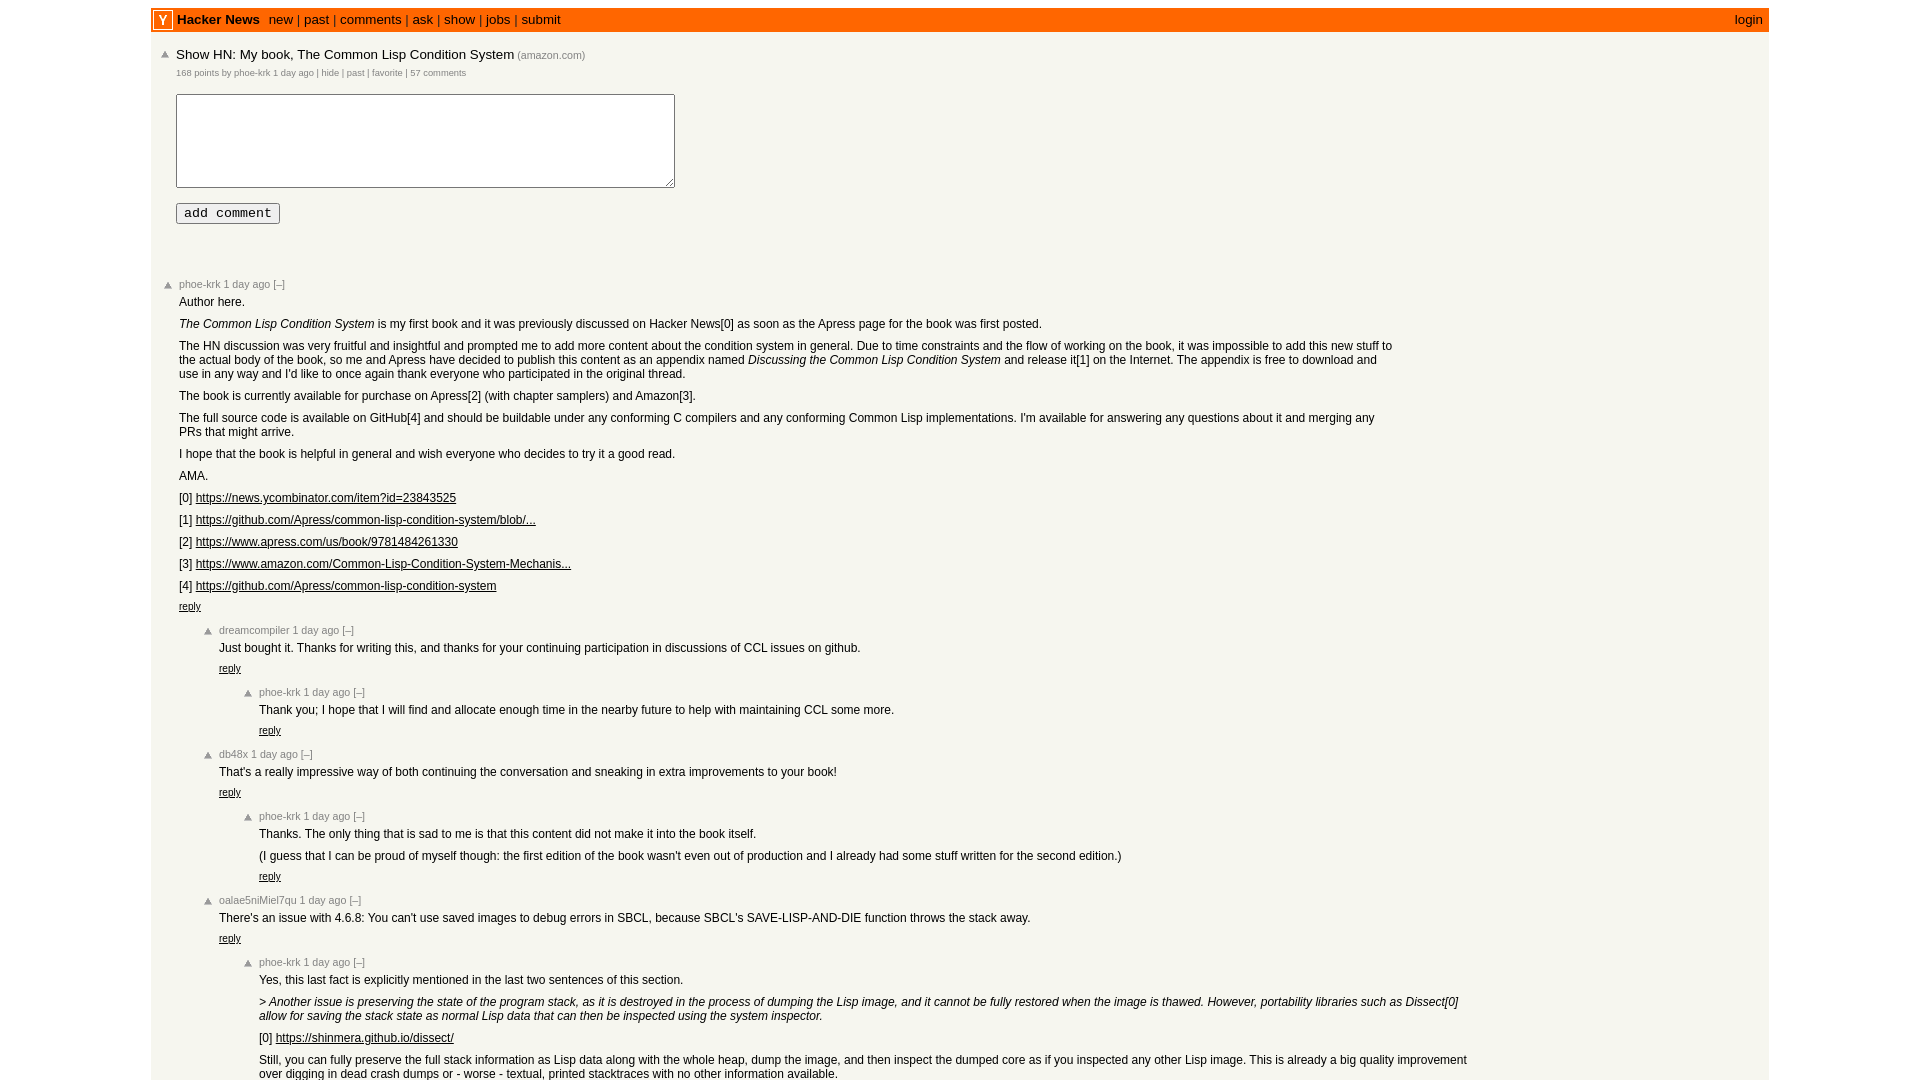 Y Hacker News new | past | comments | ask | show | jobs | submit login
Show HN: My book, The Common Lisp Condition System (amazon.com)
168 points by phoe-krk 1 day ago | hide | past | favorite | 57 comments
add comment
phoe-krk 1 day ago [–]
Author here.
The Common Lisp Condition System is my first book and it was previously discussed on Hacker News[0] as soon as the Apress page for the book was first posted.
The HN discussion was very fruitful and insightful and prompted me to add more content about the condition system in general. Due to time constraints and the flow of working on the book, it was impossible to add this new stuff to
the actual body of the book, so me and Apress have decided to publish this content as an appendix named Discussing the Common Lisp Condition System and release it[1] on the Internet. The appendix is free to download and
use in any way and I'd like to once again thank everyone who participated in the original thread.
The book is currently available for purchase on Apress[2] (with chapter samplers) and Amazon[3].
The full source code is available on GitHub[4] and should be buildable under any conforming C compilers and any conforming Common Lisp implementations. I'm available for answering any questions about it and merging any
PRs that might arrive.
I hope that the book is helpful in general and wish everyone who decides to try it a good read.
AMA.
[0] https://news.ycombinator.com/item?id=23843525
[1] https://github.com/Apress/common-lisp-condition-system/blob/...
[2] https://www.apress.com/us/book/9781484261330
[3] https://www.amazon.com/Common-Lisp-Condition-System-Mechanis...
[4] https://github.com/Apress/common-lisp-condition-system
reply
dreamcompiler 1 day ago [–]
Just bought it. Thanks for writing this, and thanks for your continuing participation in discussions of CCL issues on github.
reply
phoe-krk 1 day ago [–]
Thank you; I hope that I will find and allocate enough time in the nearby future to help with maintaining CCL some more.
reply
db48x 1 day ago [–]
That's a really impressive way of both continuing the conversation and sneaking in extra improvements to your book!
reply
phoe-krk 1 day ago [–]
Thanks. The only thing that is sad to me is that this content did not make it into the book itself.
(I guess that I can be proud of myself though: the first edition of the book wasn't even out of production and I already had some stuff written for the second edition.)
reply
oalae5niMiel7qu 1 day ago [–]
There's an issue with 4.6.8: You can't use saved images to debug errors in SBCL, because SBCL's SAVE-LISP-AND-DIE function throws the stack away.
reply
phoe-krk 1 day ago [–]
Yes, this last fact is explicitly mentioned in the last two sentences of this section.
> Another issue is preserving the state of the program stack, as it is destroyed in the process of dumping the Lisp image, and it cannot be fully restored when the image is thawed. However, portability libraries such as Dissect[0]
allow for saving the stack state as normal Lisp data that can then be inspected using the system inspector.
[0] https://shinmera.github.io/dissect/
Still, you can fully preserve the full stack information as Lisp data along with the whole heap, dump the image, and then inspect the dumped core as if you inspected any other Lisp image. This is already a big quality improvement
over digging in dead crash dumps or - worse - textual, printed stacktraces with no other information available.